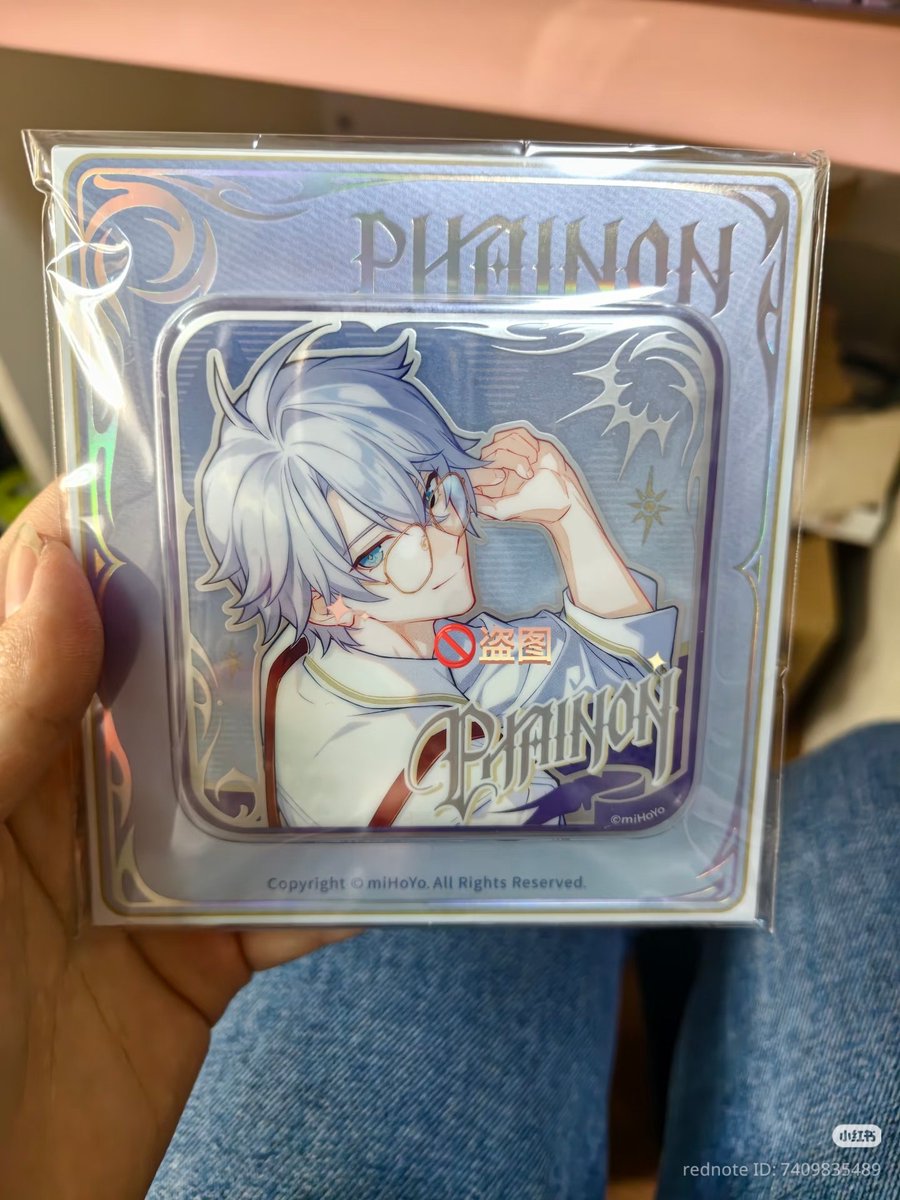 PHAINON
🚫盗图
PHAINON
©miHoYo
Copyright © miHoYo. All Rights Reserved.
小红书
rednote ID: 7409835489